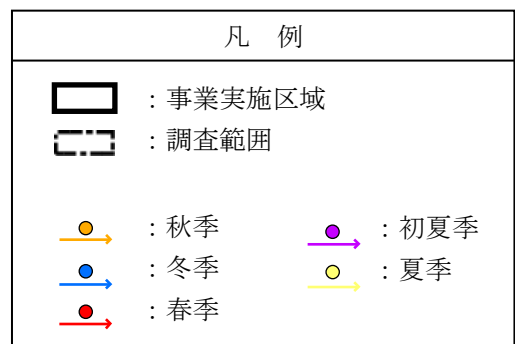 凡 例
：事業実施区域
：調査範囲
：秋季 ：初夏季
：冬季 ：夏季
：春季